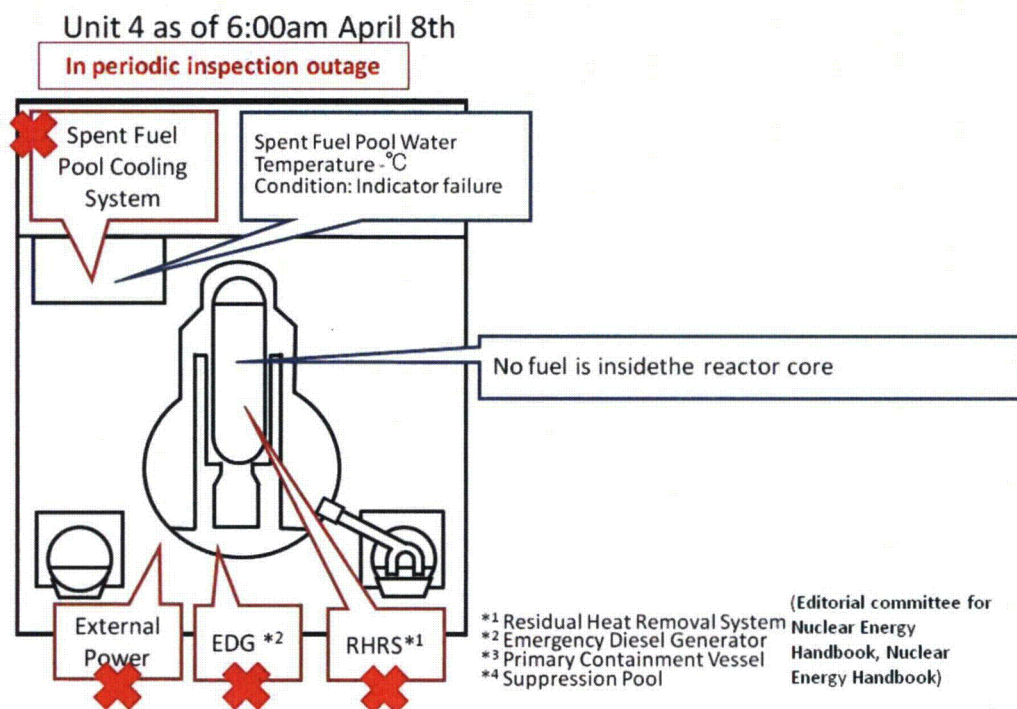 Unit 4 as of 6:00am April 8th
In periodic inspection outage
Spent Fuel
Pool Cooling
System
Spent Fuel Pool Water
Temperature -℃
Condition: Indicator failure
No fuel is insidethe reactor core
External
Power
EDG *2
RHRS*1
*1 Residual Heat Removal System
*2 Emergency Diesel Generator
*3 Primary Containment Vessel
*4 Suppression Pool
(Editorial committee for
Nuclear Energy
Handbook, Nuclear
Energy Handbook)